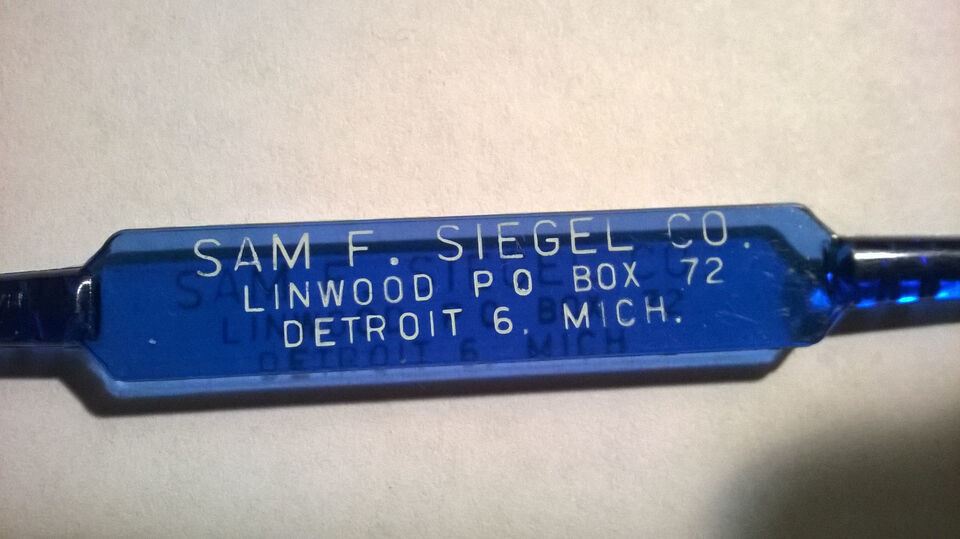 SAM F. SIEGEL CO.
LINWOOD P O BOX 72
DETROIT 6, MICH.